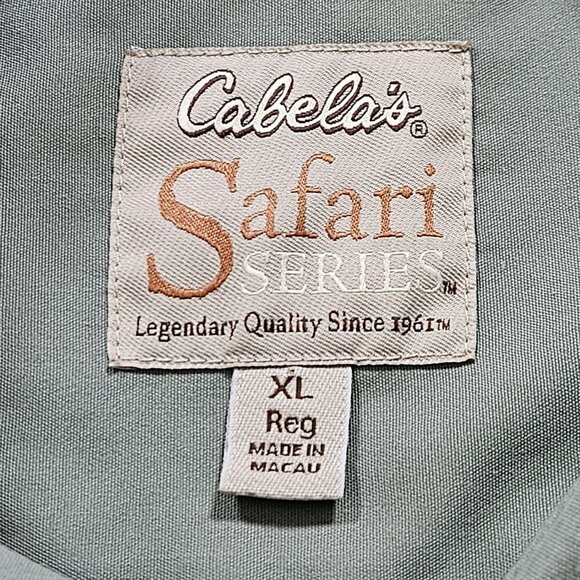 Cabela's®
Safari
SERIES™
Legendary Quality Since 1961™
XL
Reg
MADE IN
MACAU